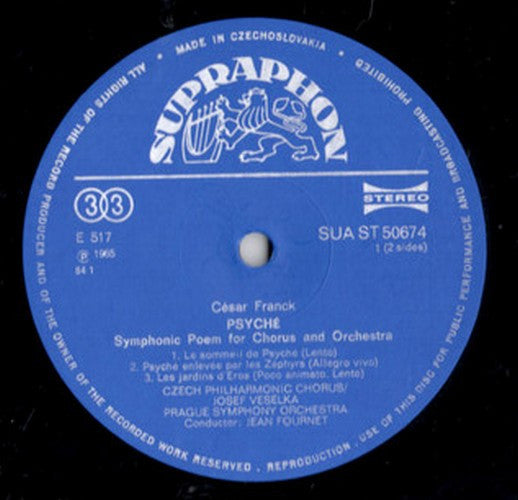 • MADE IN CZECHOSLOVAKIA •
ALL RIGHTS OF THE RECORD PRODUCER AND OF THE OWNER OF THE RECORDED WORK RESERVED . REPRODUCTION . USE OF THIS DISC FOR PUBLIC PERFORMANCE AND BROADCASTING PROHIBITED
SUPRAPHON
33
STEREO
E 517
SUA ST 50674
℗ 1965
1 (2 sides)
84 1
César Franck
PSYCHÉ
Symphonic Poem for Chorus and Orchestra
1. Le sommeil de Psyché (Lento)
2. Psyché enlevée par les Zéphyrs (Allegro vivo)
3. Les jardins d'Eros (Poco animato. Lento)
CZECH PHILHARMONIC CHORUS/
JOSEF VESELKA
PRAGUE SYMPHONY ORCHESTRA
Conductor: JEAN FOURNET